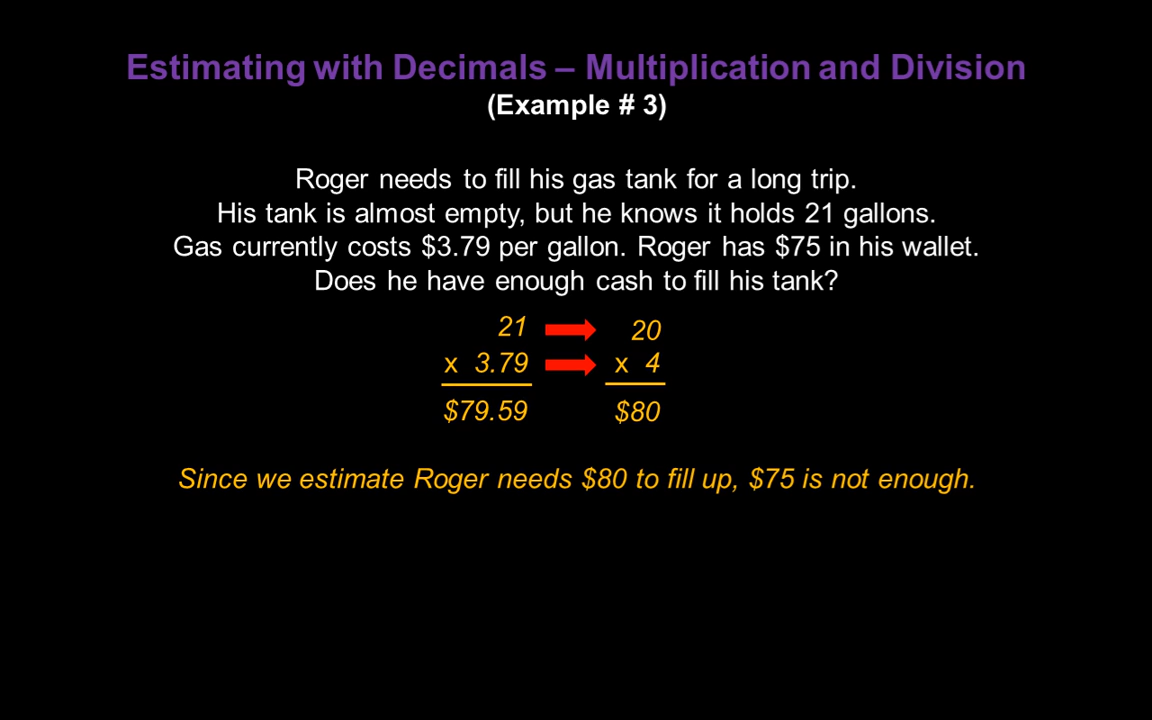 Estimating with Decimals – Multiplication and Division
(Example # 3)
Roger needs to fill his gas tank for a long trip.
His tank is almost empty, but he knows it holds 21 gallons.
Gas currently costs $3.79 per gallon. Roger has $75 in his wallet.
Does he have enough cash to fill his tank?
21 20
x 3.79 x 4
$79.59 $80
Since we estimate Roger needs $80 to fill up, $75 is not enough.